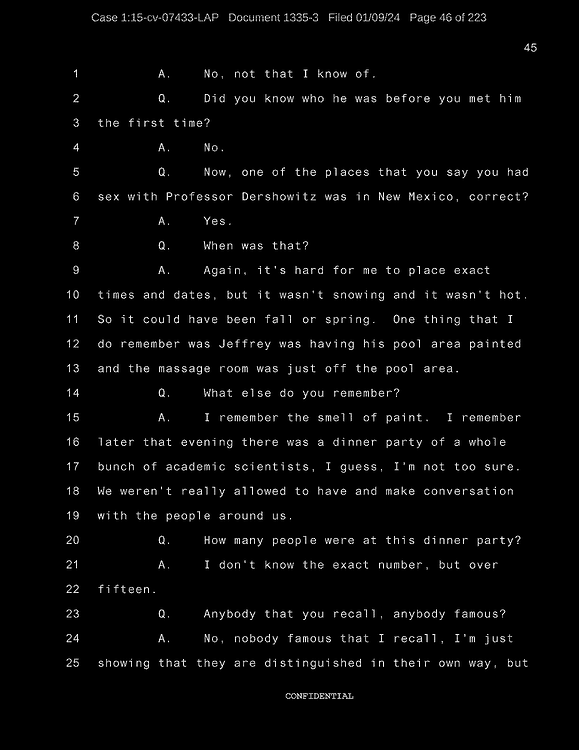 Case 1:15-cv-07433-LAP Document 1335-3 Filed 01/09/24 Page 46 of 223
45
1 A. No, not that I know of.
2 Q. Did you know who he was before you met him
3 the first time?
4 A. No.
5 Q. Now, one of the places that you say you had
6 sex with Professor Dershowitz was in New Mexico, correct?
7 A. Yes.
8 Q. When was that?
9 A. Again, it's hard for me to place exact
10 times and dates, but it wasn't snowing and it wasn't hot.
11 So it could have been fall or spring. One thing that I
12 do remember was Jeffrey was having his pool area painted
13 and the massage room was just off the pool area.
14 Q. What else do you remember?
15 A. I remember the smell of paint. I remember
16 later that evening there was a dinner party of a whole
17 bunch of academic scientists, I guess, I'm not too sure.
18 We weren't really allowed to have and make conversation
19 with the people around us.
20 Q. How many people were at this dinner party?
21 A. I don't know the exact number, but over
22 fifteen.
23 Q. Anybody that you recall, anybody famous?
24 A. No, nobody famous that I recall, I'm just
25 showing that they are distinguished in their own way, but
CONFIDENTIAL